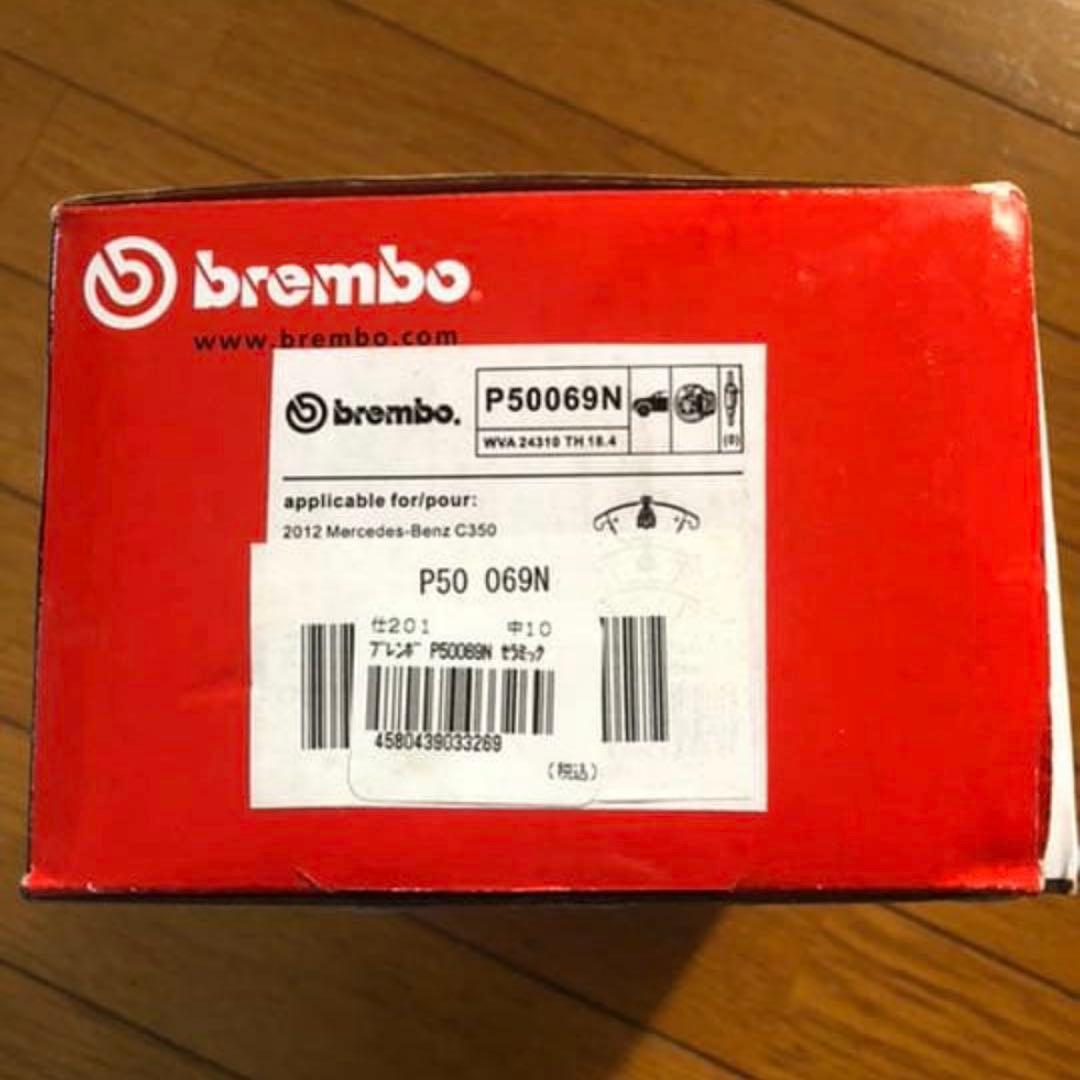 brembo
www.brembo.com
brembo.
P50069N
WVA 24310 TH 18.4
(0)
applicable for/pour:
2012 Mercedes-Benz C350
P50 069N
仕201 中10
ブレンボ P50069N セラミック
4580439033269
(税込)